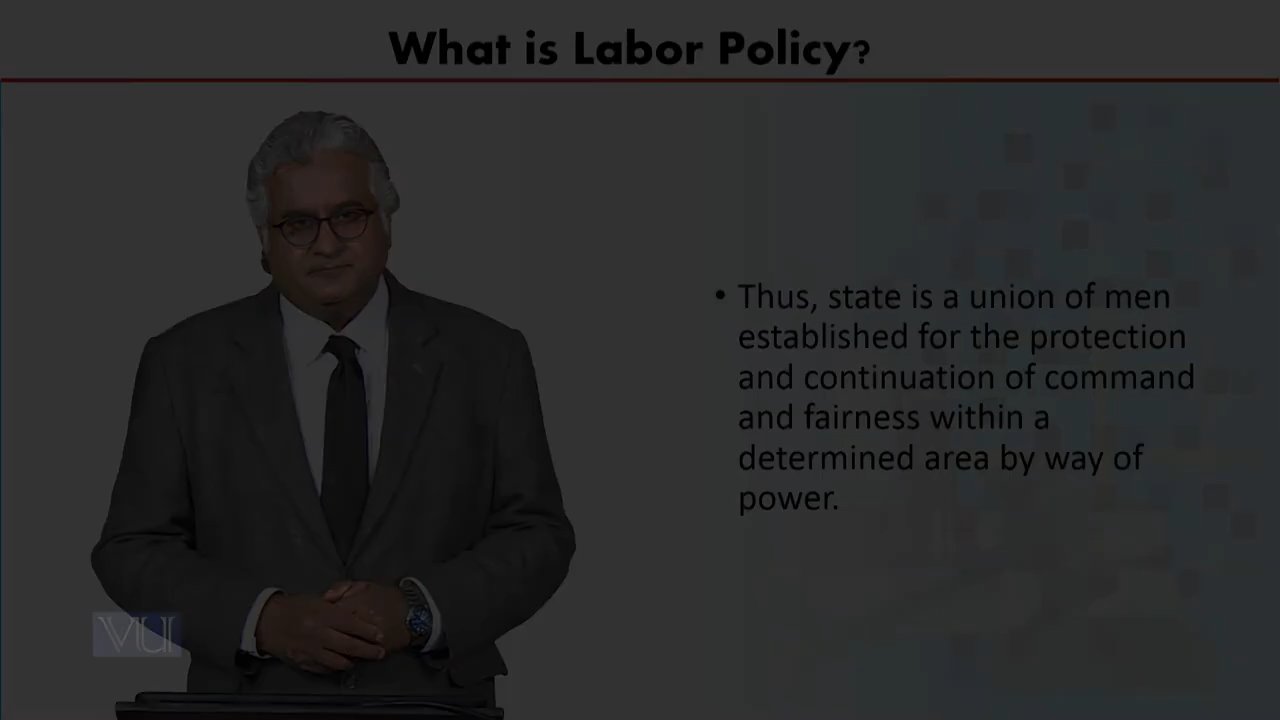 What is Labor Policy?
• Thus, state is a union of men
established for the protection
and continuation of command
and fairness within a
determined area by way of
power.
VU